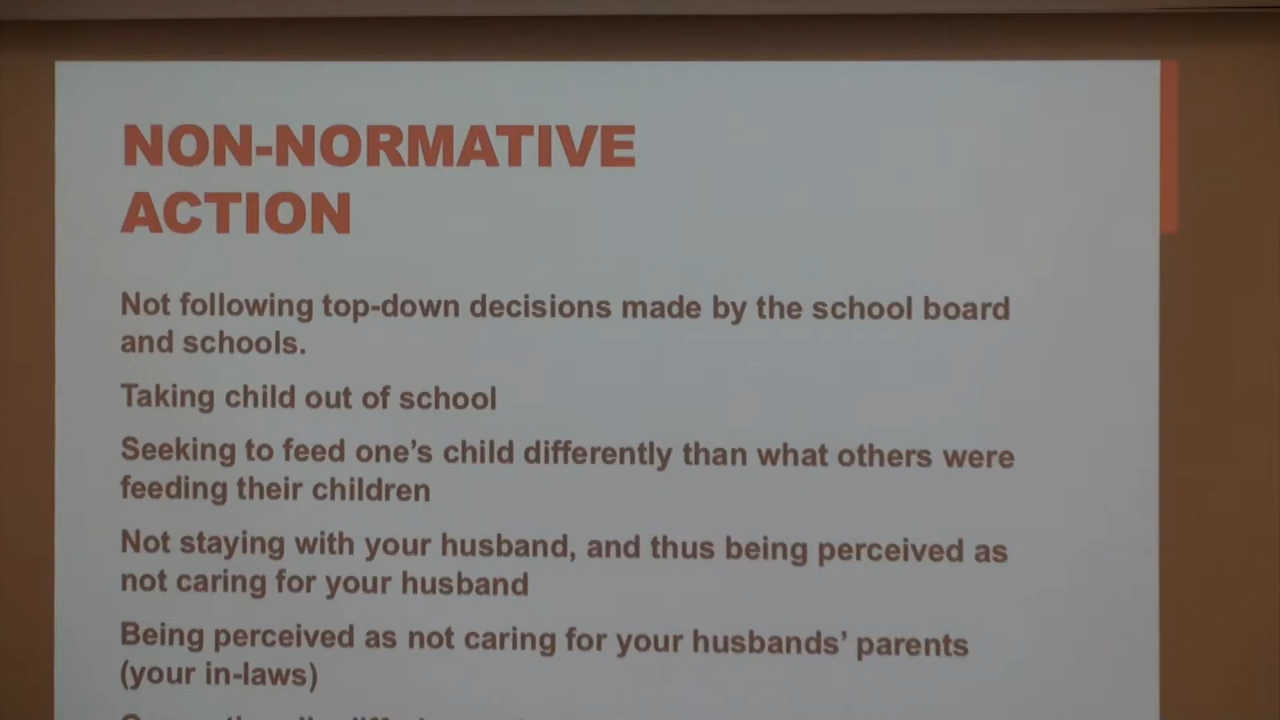 NON-NORMATIVE
ACTION
Not following top-down decisions made by the school board
and schools.
Taking child out of school
Seeking to feed one's child differently than what others were
feeding their children
Not staying with your husband, and thus being perceived as
not caring for your husband
Being perceived as not caring for your husbands' parents
(your in-laws)